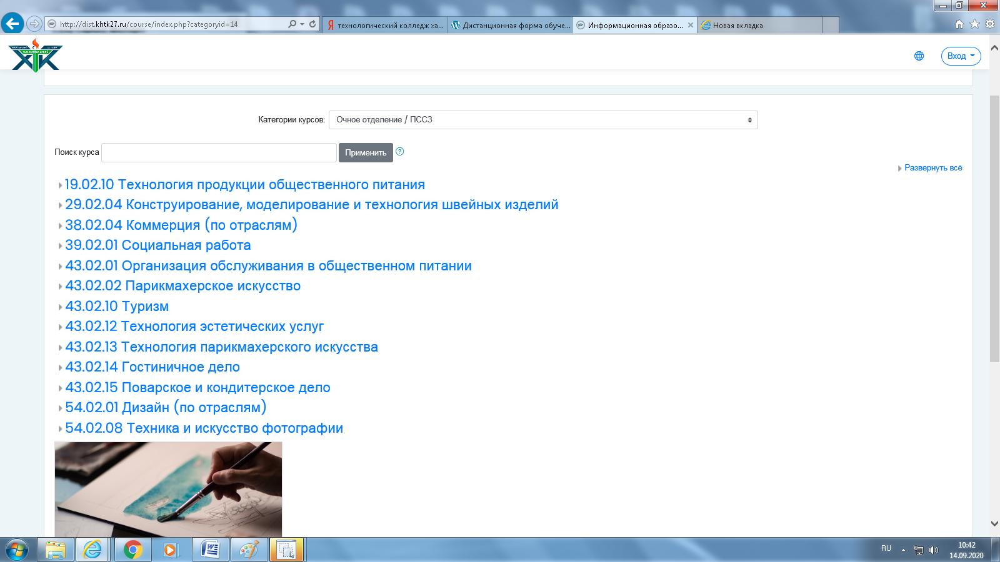 http://dist.khtk27.ru/course/index.php?categoryid=14
технологический колледж ха...
Дистанционная форма обуче...
Информационная образо...
Новая вкладка
ХТК
ТЕХНОЛОГИЧЕСКИЙ
Вход
Категории курсов:
Очное отделение / ПССЗ
Поиск курса
Применить
Развернуть всё
19.02.10 Технология продукции общественного питания
29.02.04 Конструирование, моделирование и технология швейных изделий
38.02.04 Коммерция (по отраслям)
39.02.01 Социальная работа
43.02.01 Организация обслуживания в общественном питании
43.02.02 Парикмахерское искусство
43.02.10 Туризм
43.02.12 Технология эстетических услуг
43.02.13 Технология парикмахерского искусства
43.02.14 Гостиничное дело
43.02.15 Поварское и кондитерское дело
54.02.01 Дизайн (по отраслям)
54.02.08 Техника и искусство фотографии
RU
10:42
14.09.2020